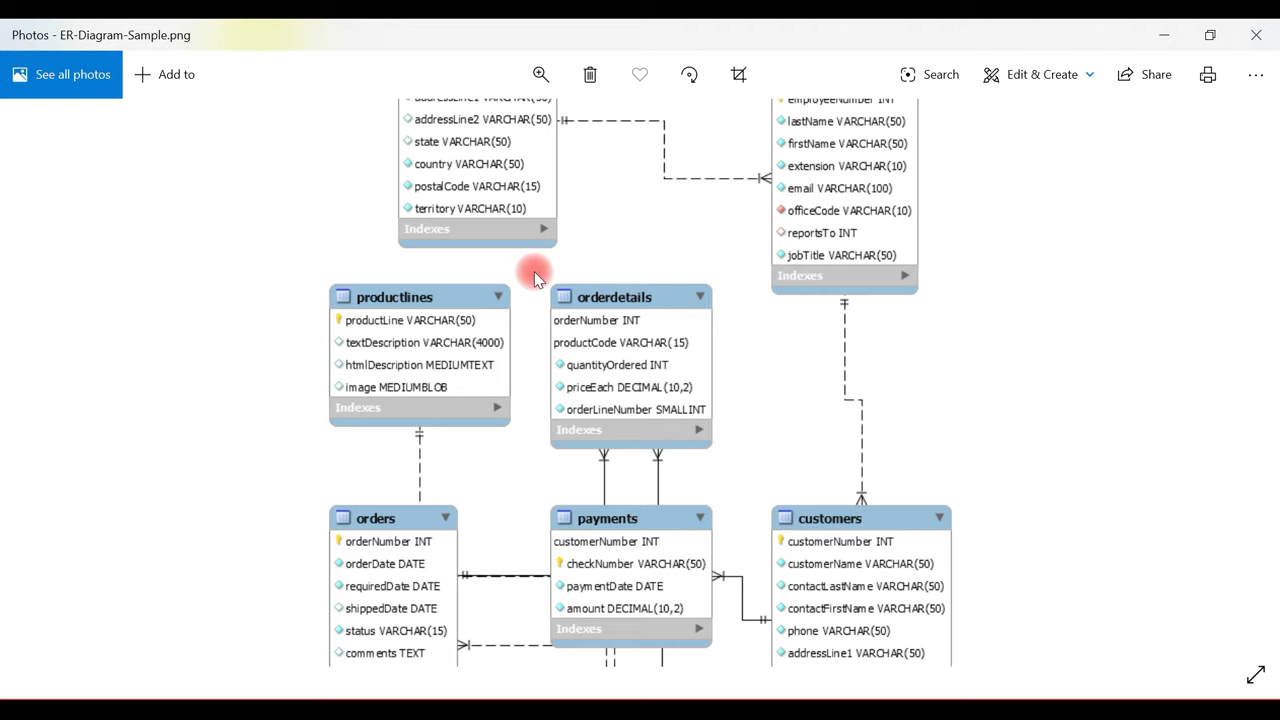 Photos - ER-Diagram-Sample.png
See all photos
Add to
Search
Edit & Create
Share
addressLine1 VARCHAR(50)
addressLine2 VARCHAR(50)
state VARCHAR(50)
country VARCHAR(50)
postalCode VARCHAR(15)
territory VARCHAR(10)
Indexes
employeeNumber INT
lastName VARCHAR(50)
firstName VARCHAR(50)
extension VARCHAR(10)
email VARCHAR(100)
officeCode VARCHAR(10)
reportsTo INT
jobTitle VARCHAR(50)
Indexes
productlines
productLine VARCHAR(50)
textDescription VARCHAR(4000)
htmlDescription MEDIUMTEXT
image MEDIUMBLOB
Indexes
orderdetails
orderNumber INT
productCode VARCHAR(15)
quantityOrdered INT
priceEach DECIMAL(10,2)
orderLineNumber SMALLINT
Indexes
orders
orderNumber INT
orderDate DATE
requiredDate DATE
shippedDate DATE
status VARCHAR(15)
comments TEXT
payments
customerNumber INT
checkNumber VARCHAR(50)
paymentDate DATE
amount DECIMAL(10,2)
Indexes
customers
customerNumber INT
customerName VARCHAR(50)
contactLastName VARCHAR(50)
contactFirstName VARCHAR(50)
phone VARCHAR(50)
addressLine1 VARCHAR(50)